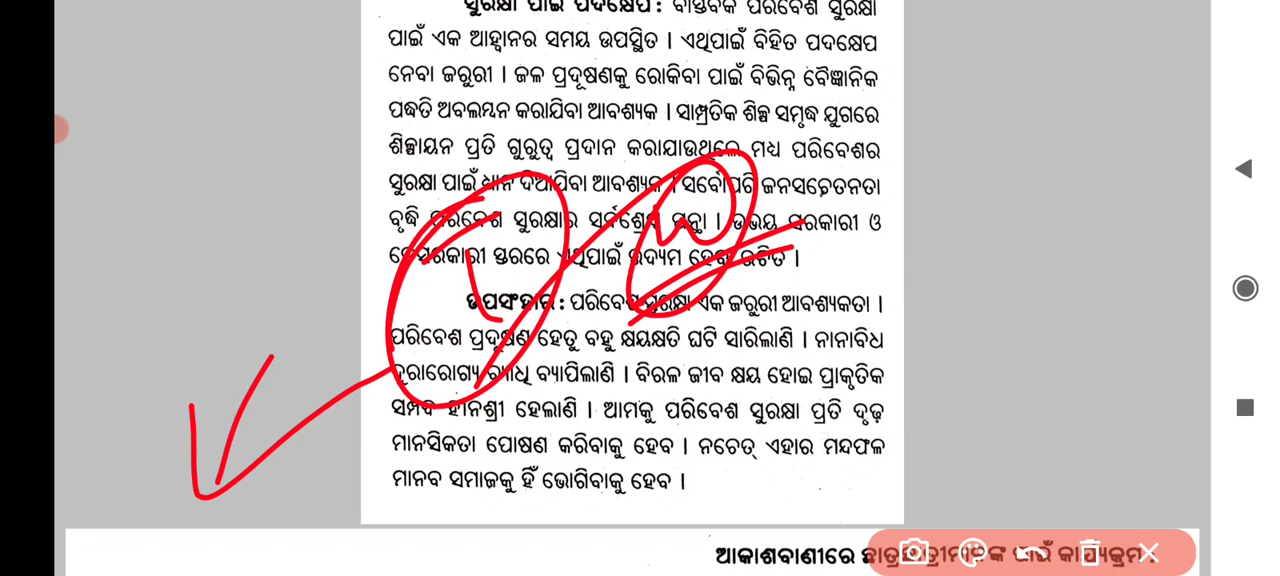 ସୁରକ୍ଷା ପାଇଁ ପଦକ୍ଷେପ : ବାସ୍ତବିକ ପରିବେଶ ସୁରକ୍ଷା
ପାଇଁ ଏକ ଆହ୍ୱାନର ସମୟ ଉପସ୍ଥିତ । ଏଥିପାଇଁ ବିହିତ ପଦକ୍ଷେପ
ନେବା ଜରୁରୀ । ଜଳ ପ୍ରଦୂଷଣକୁ ରୋକିବା ପାଇଁ ବିଭିନ୍ନ ବୈଜ୍ଞାନିକ
ପଦ୍ଧତି ଅବଲମ୍ବନ କରାଯିବା ଆବଶ୍ୟକ । ସାମ୍ପ୍ରତିକ ଶିଳ୍ପ ସମୃଦ୍ଧ ଯୁଗରେ
ଶିଳ୍ପାୟନ ପ୍ରତି ଗୁରୁତ୍ୱ ପ୍ରଦାନ କରାଯାଉଥିଲେ ମଧ୍ୟ ପରିବେଶର
ସୁରକ୍ଷା ପାଇଁ ଧ୍ୟାନ ଦିଆଯିବା ଆବଶ୍ୟକ । ସର୍ବୋପରି ଜନସଚେତନତା
ବୃଦ୍ଧି ପରିବେଶ ସୁରକ୍ଷାର ସର୍ବଶ୍ରେଷ୍ଠ ପନ୍ଥା । ଉଭୟ ସରକାରୀ ଓ
ବେସରକାରୀ ସ୍ତରରେ ଏଥିପାଇଁ ଉଦ୍ୟମ ହେବା ଉଚିତ ।
ଉପସଂହାର : ପରିବେଶ ସୁରକ୍ଷା ଏକ ଜରୁରୀ ଆବଶ୍ୟକତା ।
ପରିବେଶ ପ୍ରଦୂଷଣ ହେତୁ ବହୁ କ୍ଷୟକ୍ଷତି ଘଟି ସାରିଲାଣି । ନାନାବିଧ
ଦୂରାରୋଗ୍ୟ ବ୍ୟାଧି ବ୍ୟାପିଲାଣି । ବିରଳ ଜୀବ କ୍ଷୟ ହୋଇ ପ୍ରାକୃତିକ
ସମ୍ପଦ ହୀନଶ୍ରୀ ହେଲାଣି । ଆମକୁ ପରିବେଶ ସୁରକ୍ଷା ପ୍ରତି ଦୃଢ଼
ମାନସିକତା ପୋଷଣ କରିବାକୁ ହେବ । ନଚେତ୍ ଏହାର ମନ୍ଦଫଳ
ମାନବ ସମାଜକୁ ହିଁ ଭୋଗିବାକୁ ହେବ ।
ଆକାଶବାଣୀରେ ଛାତ୍ରଛାତ୍ରୀମାନଙ୍କ ପାଇଁ କାର୍ଯ୍ୟକ୍ରମ :